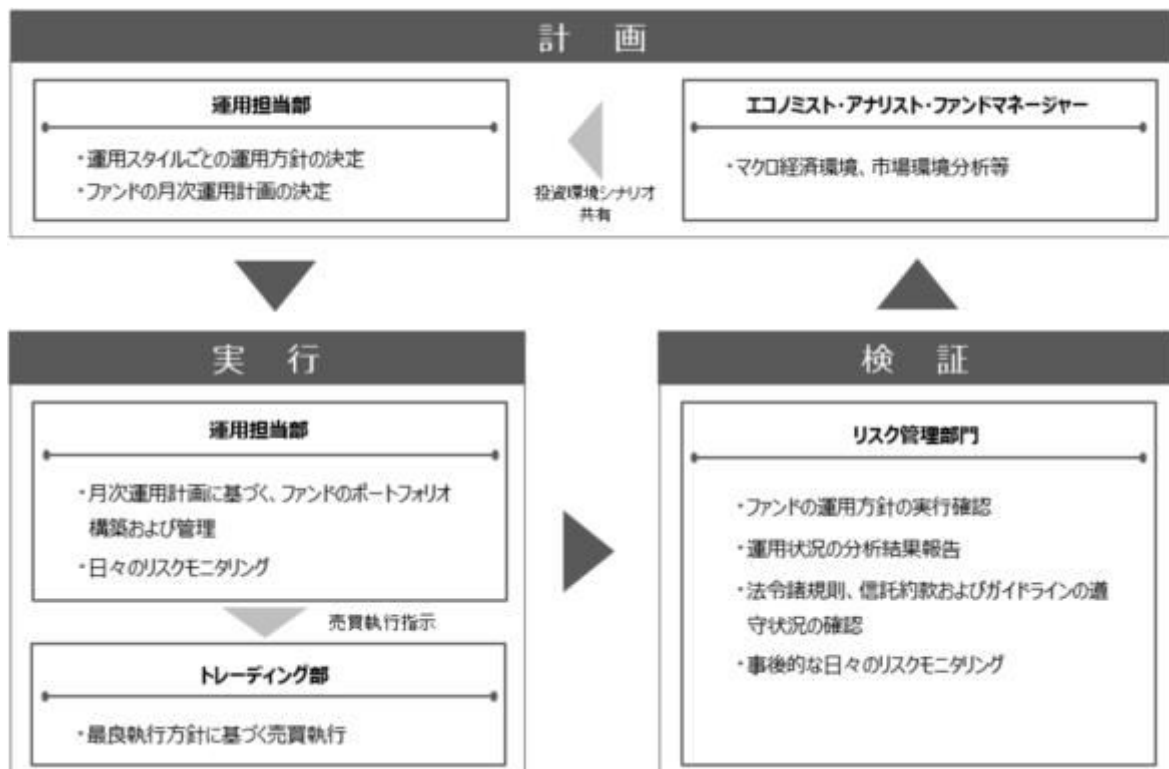 計 画
運用担当部
・運用スタイルごとの運用方針の決定
・ファンドの月次運用計画の決定
投資環境シナリオ
共有
エコノミスト・アナリスト・ファンドマネージャー
・マクロ経済環境、市場環境分析等
実 行
運用担当部
・月次運用計画に基づく、ファンドのポートフォリオ
構築および管理
・日々のリスクモニタリング
売買執行指示
トレーディング部
・最良執行方針に基づく売買執行
検 証
リスク管理部門
・ファンドの運用方針の実行確認
・運用状況の分析結果報告
・法令諸規則、信託約款およびガイドラインの遵
守状況の確認
・事後的な日々のリスクモニタリング